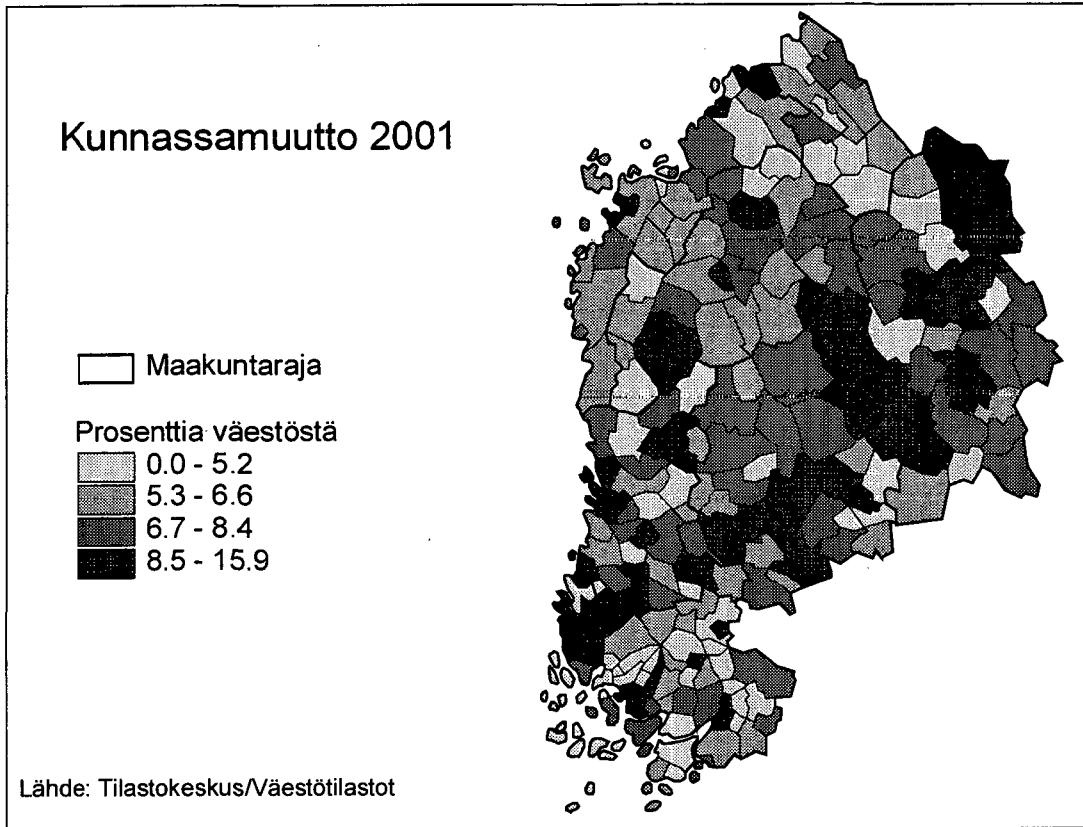 Kunnassamuutto 2001
Maakuntaraja
Prosenttia väestöstä
0.0 - 5.2
5.3 - 6.6
6.7 - 8.4
8.5 - 15.9
Lähde: Tilastokeskus/Väestötilastot